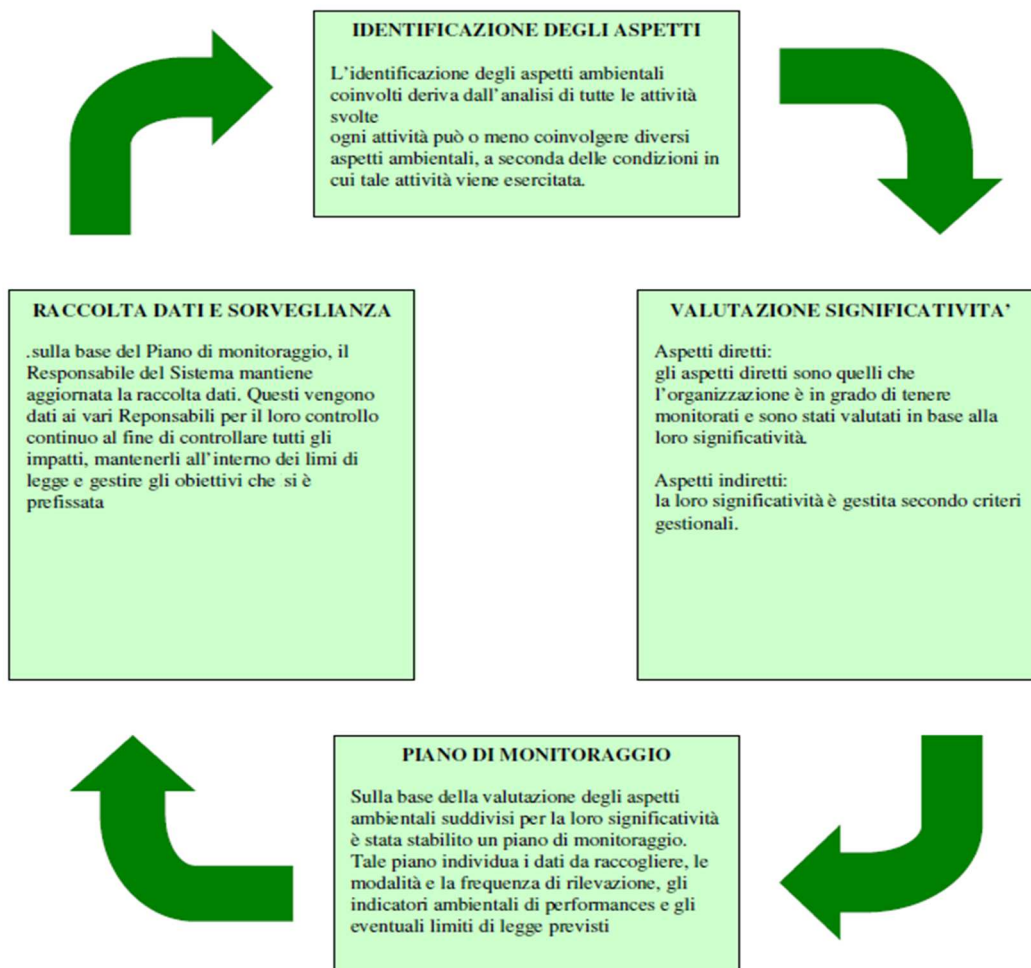 IDENTIFICAZIONE DEGLI ASPETTI
L'identificazione degli aspetti ambientali
coinvolti deriva dall'analisi di tutte le attività
svolte
ogni attività può o meno coinvolgere diversi
aspetti ambientali, a seconda delle condizioni in
cui tale attività viene esercitata.
VALUTAZIONE SIGNIFICATIVITA'
Aspetti diretti:
gli aspetti diretti sono quelli che
l'organizzazione è in grado di tenere
monitorati e sono stati valutati in base alla
loro significatività.
Aspetti indiretti:
la loro significatività è gestita secondo criteri
gestionali.
PIANO DI MONITORAGGIO
Sulla base della valutazione degli aspetti
ambientali suddivisi per la loro significatività
è stata stabilito un piano di monitoraggio.
Tale piano individua i dati da raccogliere, le
modalità e la frequenza di rilevazione, gli
indicatori ambientali di performances e gli
eventuali limiti di legge previsti
RACCOLTA DATI E SORVEGLIANZA
.sulla base del Piano di monitoraggio, il
Responsabile del Sistema mantiene
aggiornata la raccolta dati. Questi vengono
dati ai vari Reponsabili per il loro controllo
continuo al fine di controllare tutti gli
impatti, mantenerli all'interno dei limi di
legge e gestire gli obiettivi che si è
prefissata